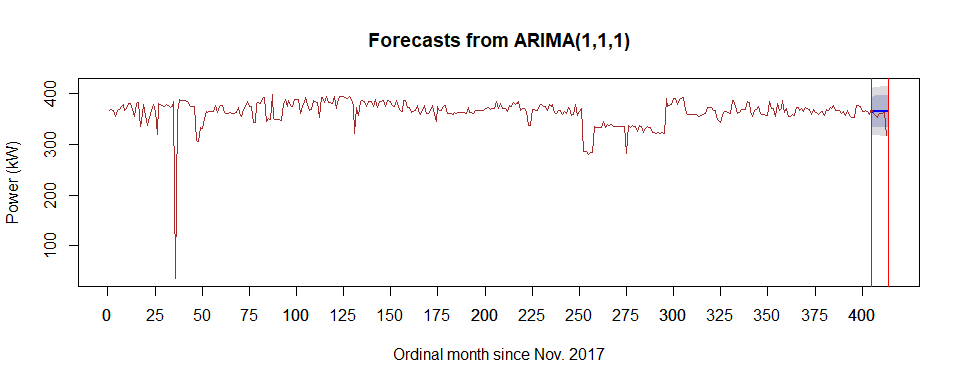 Forecasts from ARIMA(1,1,1)
Power (kW)
400
300
200
100
0 25 50 75 100 125 150 175 200 225 250 275 300 325 350 375 400
Ordinal month since Nov. 2017